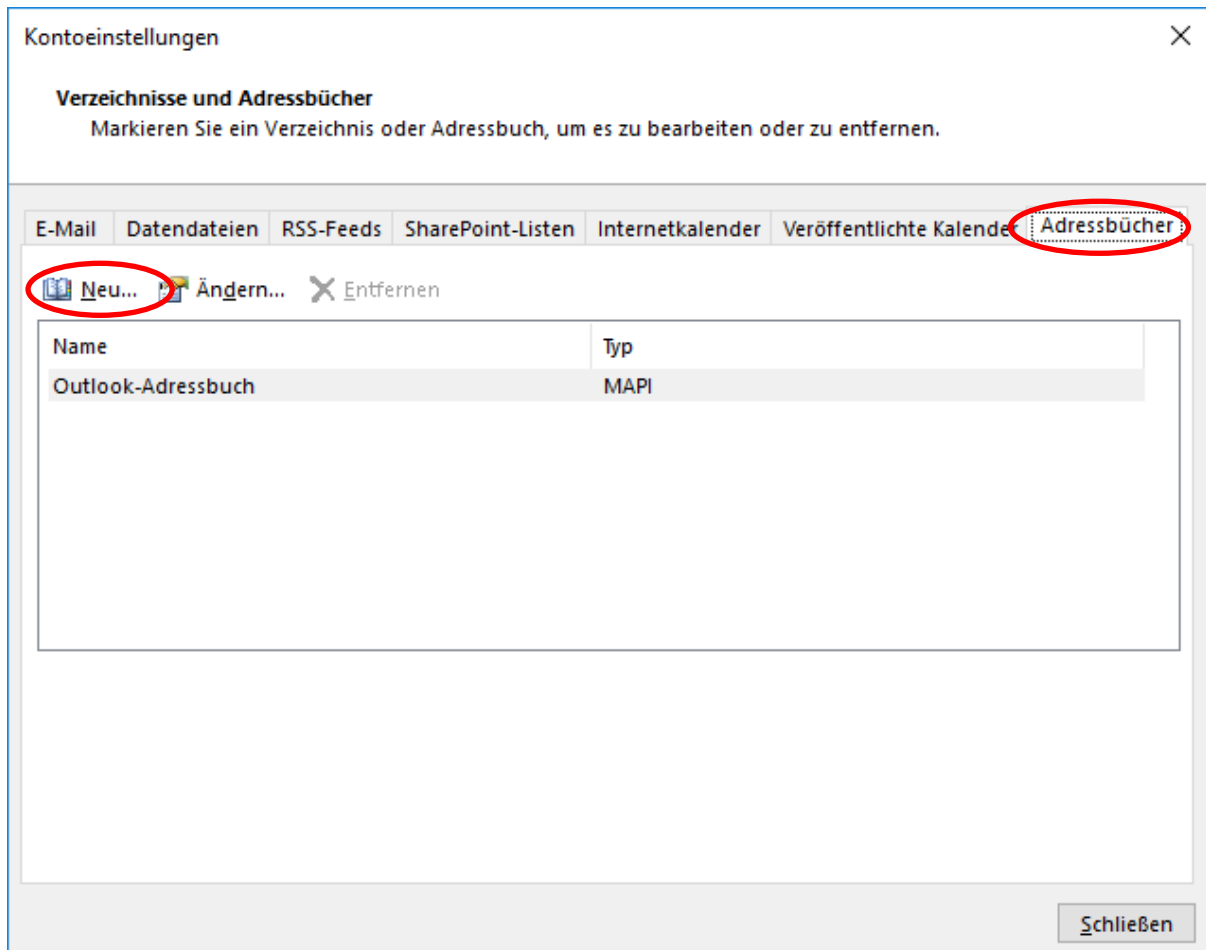 Kontoeinstellungen
Verzeichnisse und Adressbücher
Markieren Sie ein Verzeichnis oder Adressbuch, um es zu bearbeiten oder zu entfernen.
E-Mail Datendateien RSS-Feeds SharePoint-Listen Internetkalender Veröffentlichte Kalender Adressbücher
Neu... Ändern... Entfernen
Name Typ
Outlook-Adressbuch MAPI
Schließen